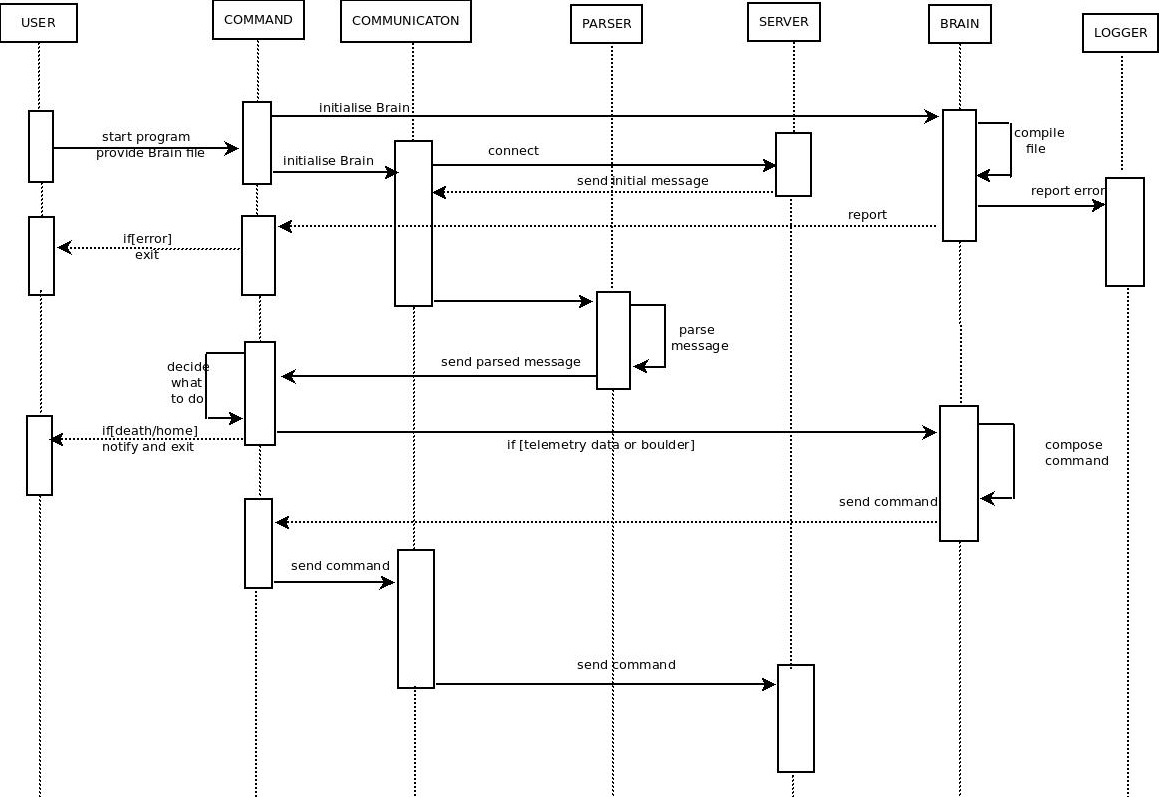 USER
COMMAND
COMMUNICATON
PARSER
SERVER
BRAIN
LOGGER
initialise Brain
start program
provide Brain file
initialise Brain
connect
compile
file
send initial message
report error
report
if[error]
exit
parse
message
send parsed message
decide
what
to do
if[death/home]
notify and exit
if [telemetry data or boulder]
compose
command
send command
send command
send command